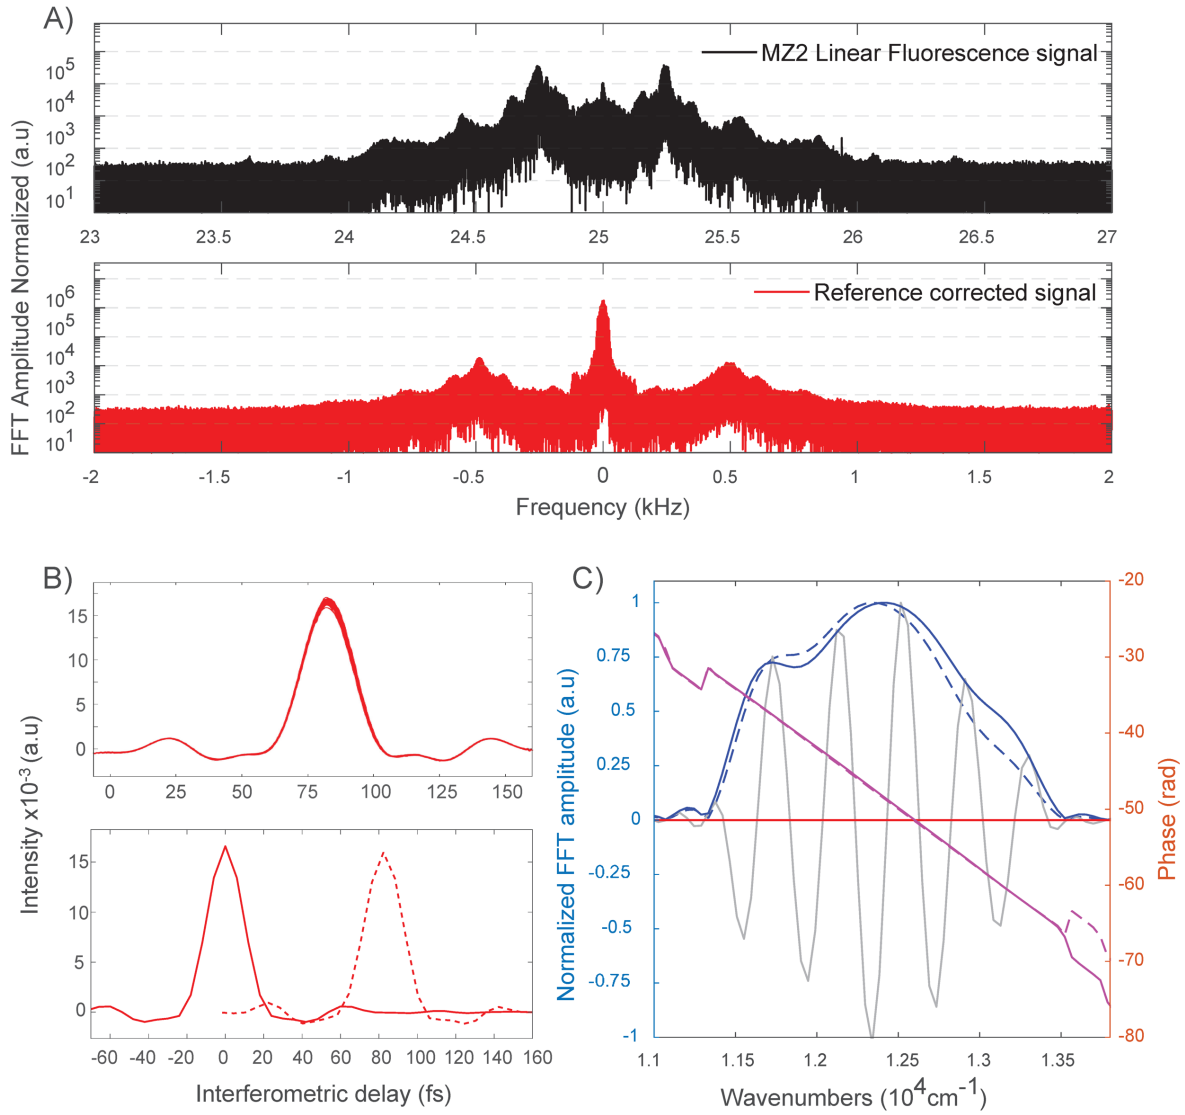 A)
MZ2 Linear Fluorescence signal
10^5
10^4
10^3
10^2
10^1
23 23.5 24 24.5 25 25.5 26 26.5 27
FFT Amplitude Normalized (a.u)
Reference corrected signal
10^6
10^5
10^4
10^3
10^2
10^1
-2 -1.5 -1 -0.5 0 0.5 1 1.5 2
Frequency (kHz)
B)
15
10
5
0
0 25 50 75 100 125 150
Intensity x10^-3 (a.u)
15
10
5
0
-60 -40 -20 0 20 40 60 80 100 120 140 160
Interferometric delay (fs)
C)
Normalized FFT amplitude (a.u)
1
0.75
0.5
0.25
0
-0.25
-0.5
-0.75
-1
-20
-30
-40
-50
-60
-70
-80
Phase (rad)
1.1 1.15 1.2 1.25 1.3 1.35
Wavenumbers (10^4cm^-1)